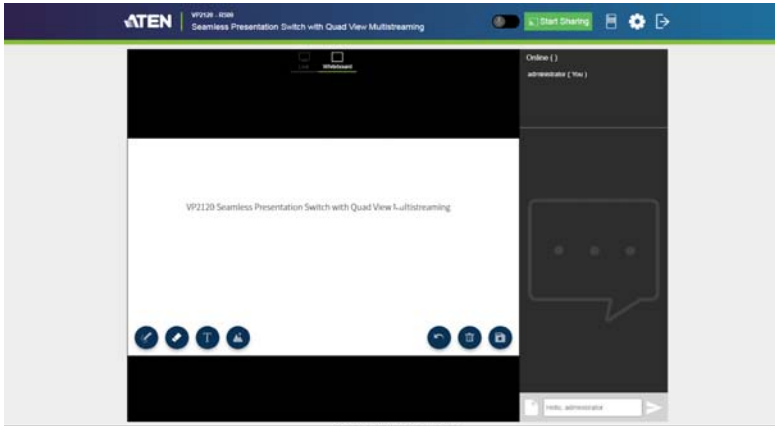 ATEN
VP2120 - R508
Seamless Presentation Switch with Quad View Multistreaming
Start Sharing
Live
Whiteboard
Online ( )
administrator ( You )
VP2120 Seamless Presentation Switch with Quad View Multistreaming
T
Hello, administrator